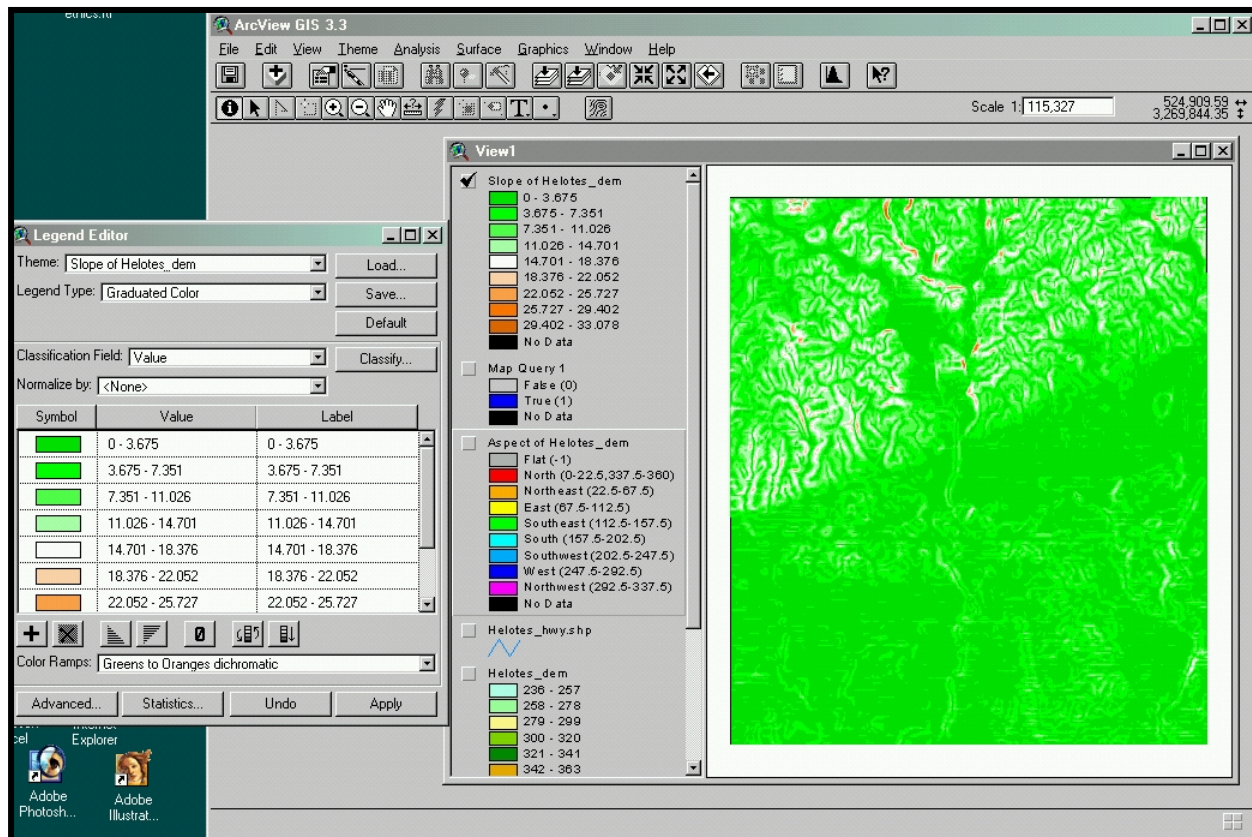 ethics.rtf
ArcView GIS 3.3
File Edit View Theme Analysis Surface Graphics Window Help
Scale 1: 115,327
524,909.59
3,269,844.35
View1
Slope of Helotes_dem
0 - 3.675
3.675 - 7.351
7.351 - 11.026
11.026 - 14.701
14.701 - 18.376
18.376 - 22.052
22.052 - 25.727
25.727 - 29.402
29.402 - 33.078
No Data
Map Query 1
False (0)
True (1)
No Data
Aspect of Helotes_dem
Flat (-1)
North (0-22.5,337.5-360)
Northeast (22.5-67.5)
East (67.5-112.5)
Southeast (112.5-157.5)
South (157.5-202.5)
Southwest (202.5-247.5)
West (247.5-292.5)
Northwest (292.5-337.5)
No Data
Helotes_hwy.shp
Helotes_dem
236 - 257
258 - 278
279 - 299
300 - 320
321 - 341
342 - 363
Legend Editor
Theme: Slope of Helotes_dem
Load...
Legend Type: Graduated Color
Save...
Default
Classification Field: Value
Classify...
Normalize by: <None>
Symbol Value Label
0 - 3.675 0 - 3.675
3.675 - 7.351 3.675 - 7.351
7.351 - 11.026 7.351 - 11.026
11.026 - 14.701 11.026 - 14.701
14.701 - 18.376 14.701 - 18.376
18.376 - 22.052 18.376 - 22.052
22.052 - 25.727 22.052 - 25.727
Color Ramps: Greens to Oranges dichromatic
Advanced... Statistics... Undo Apply
cel
Internet
Explorer
Adobe
Photosh...
Adobe
Illustrat...